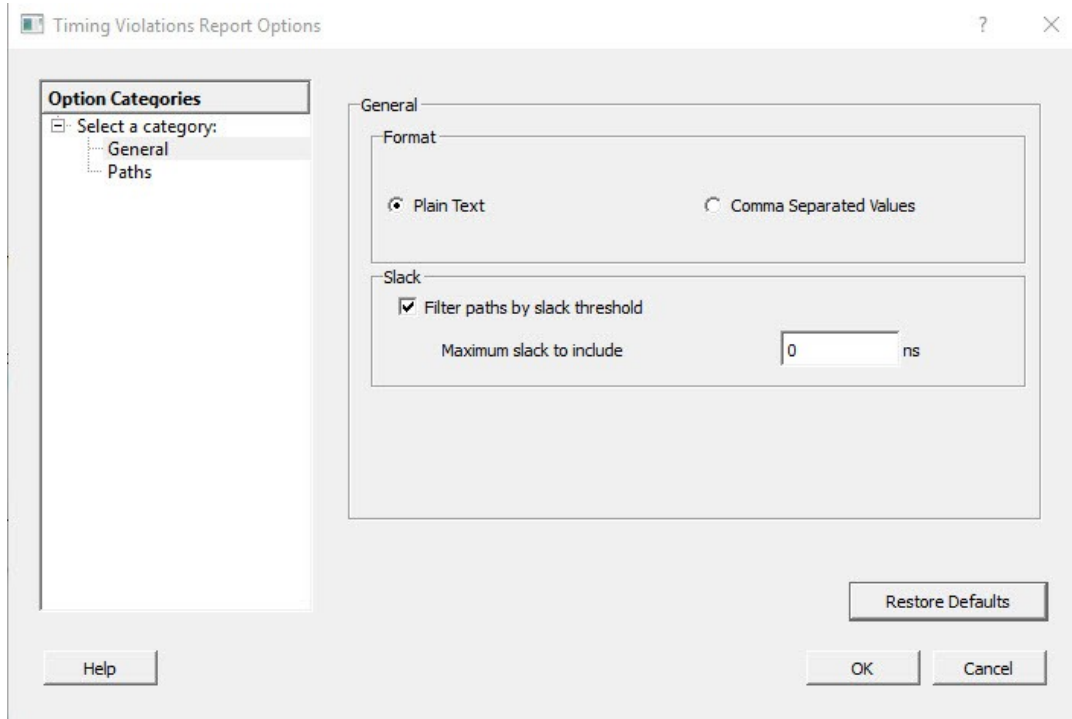 Timing Violations Report Options
Option Categories
Select a category:
General
Paths
General
Format
Plain Text
Comma Separated Values
Slack
Filter paths by slack threshold
Maximum slack to include 0 ns
Restore Defaults
Help
OK
Cancel